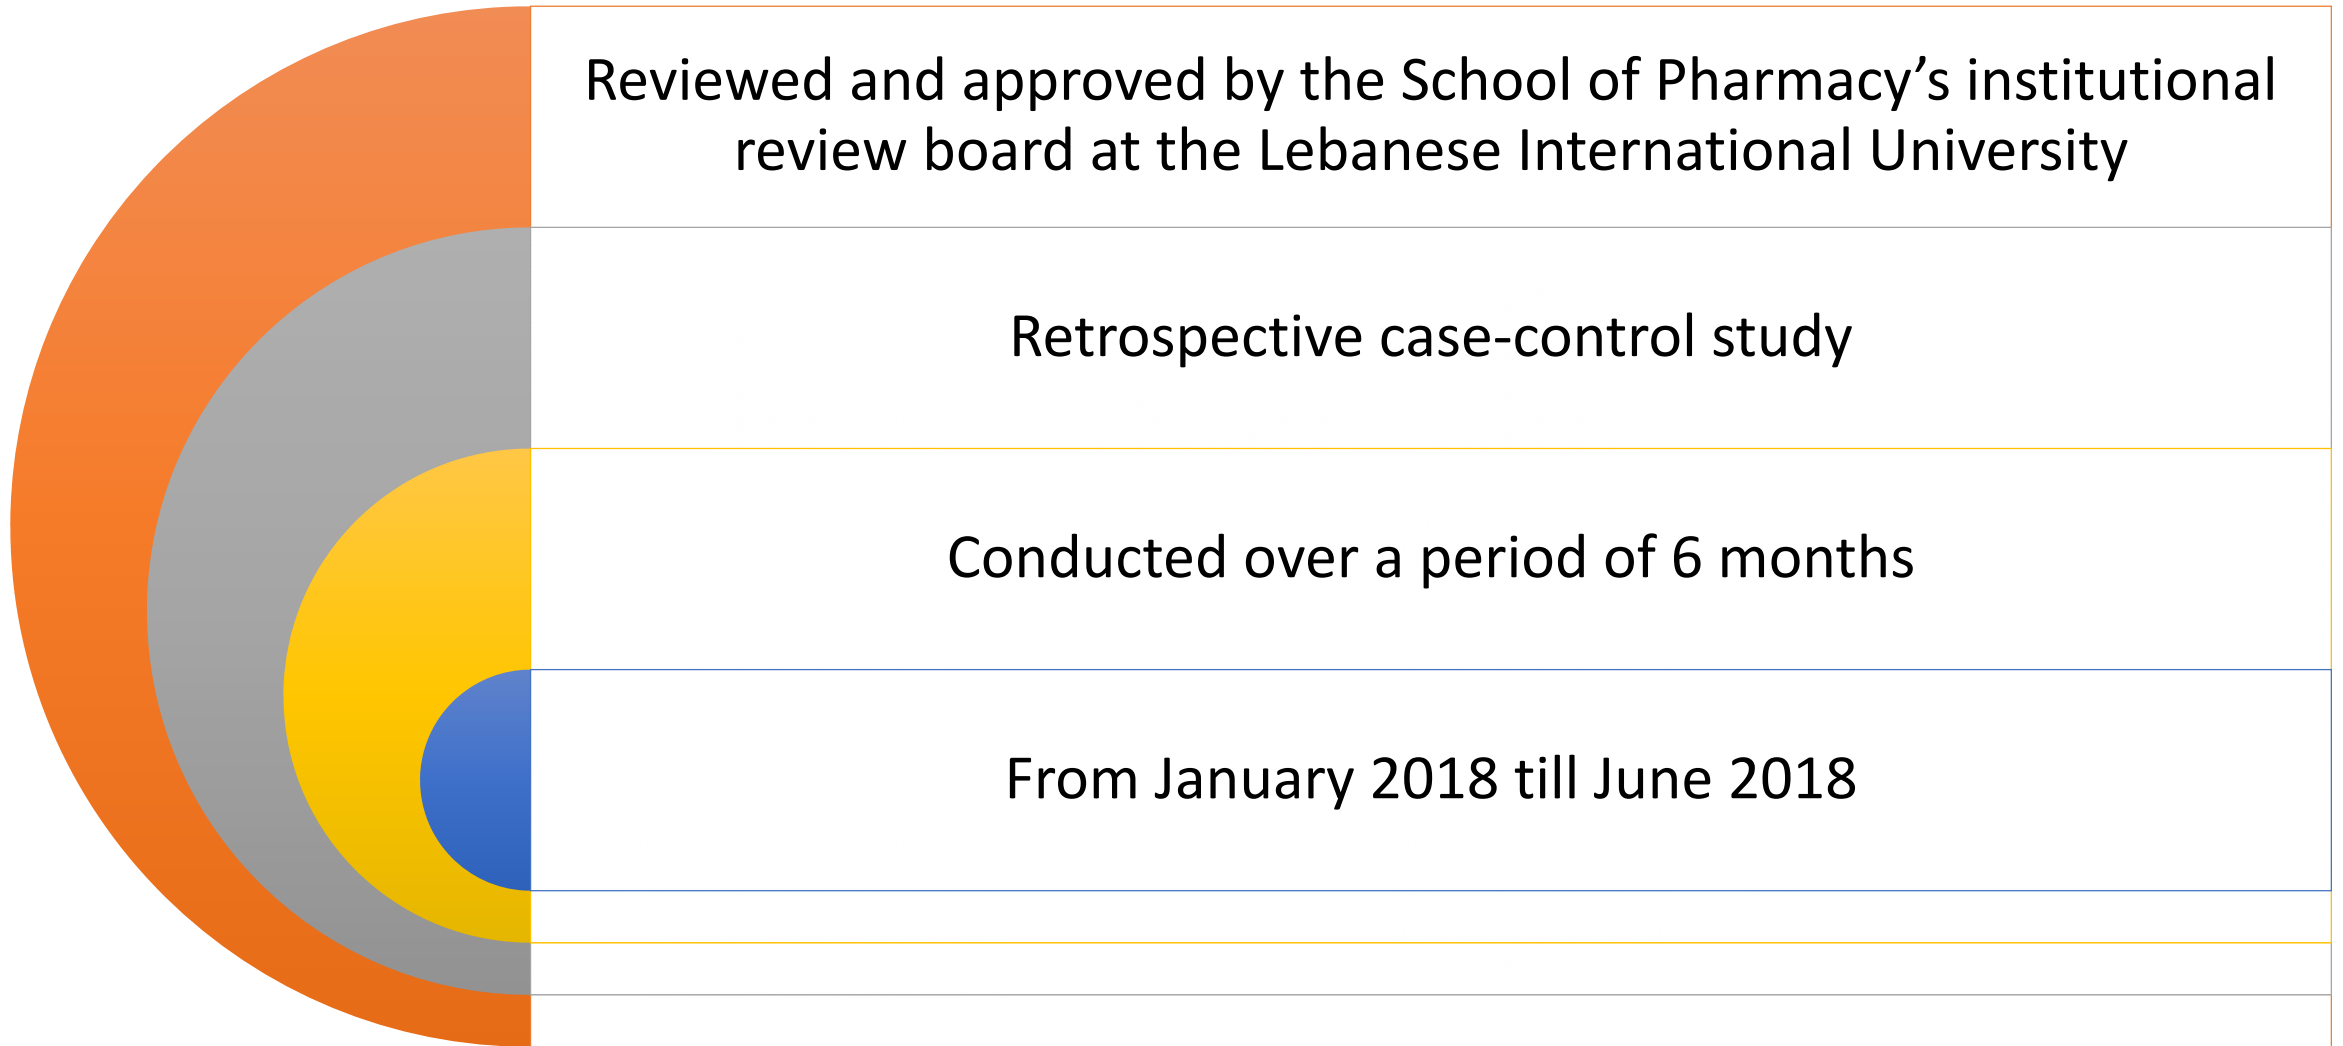 Reviewed and approved by the School of Pharmacy’s institutional
review board at the Lebanese International University
Retrospective case-control study
Conducted over a period of 6 months
From January 2018 till June 2018